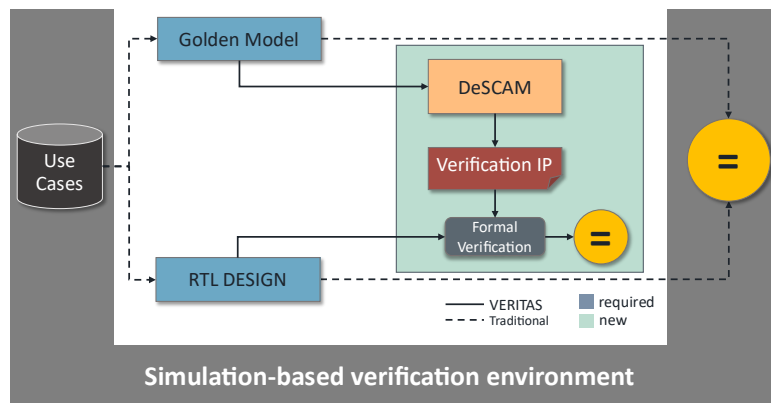 Golden Model
DeSCAM
Use
Cases
=
Verification IP
Formal
Verification
=
RTL DESIGN
VERITAS
Traditional
required
new
Simulation-based verification environment